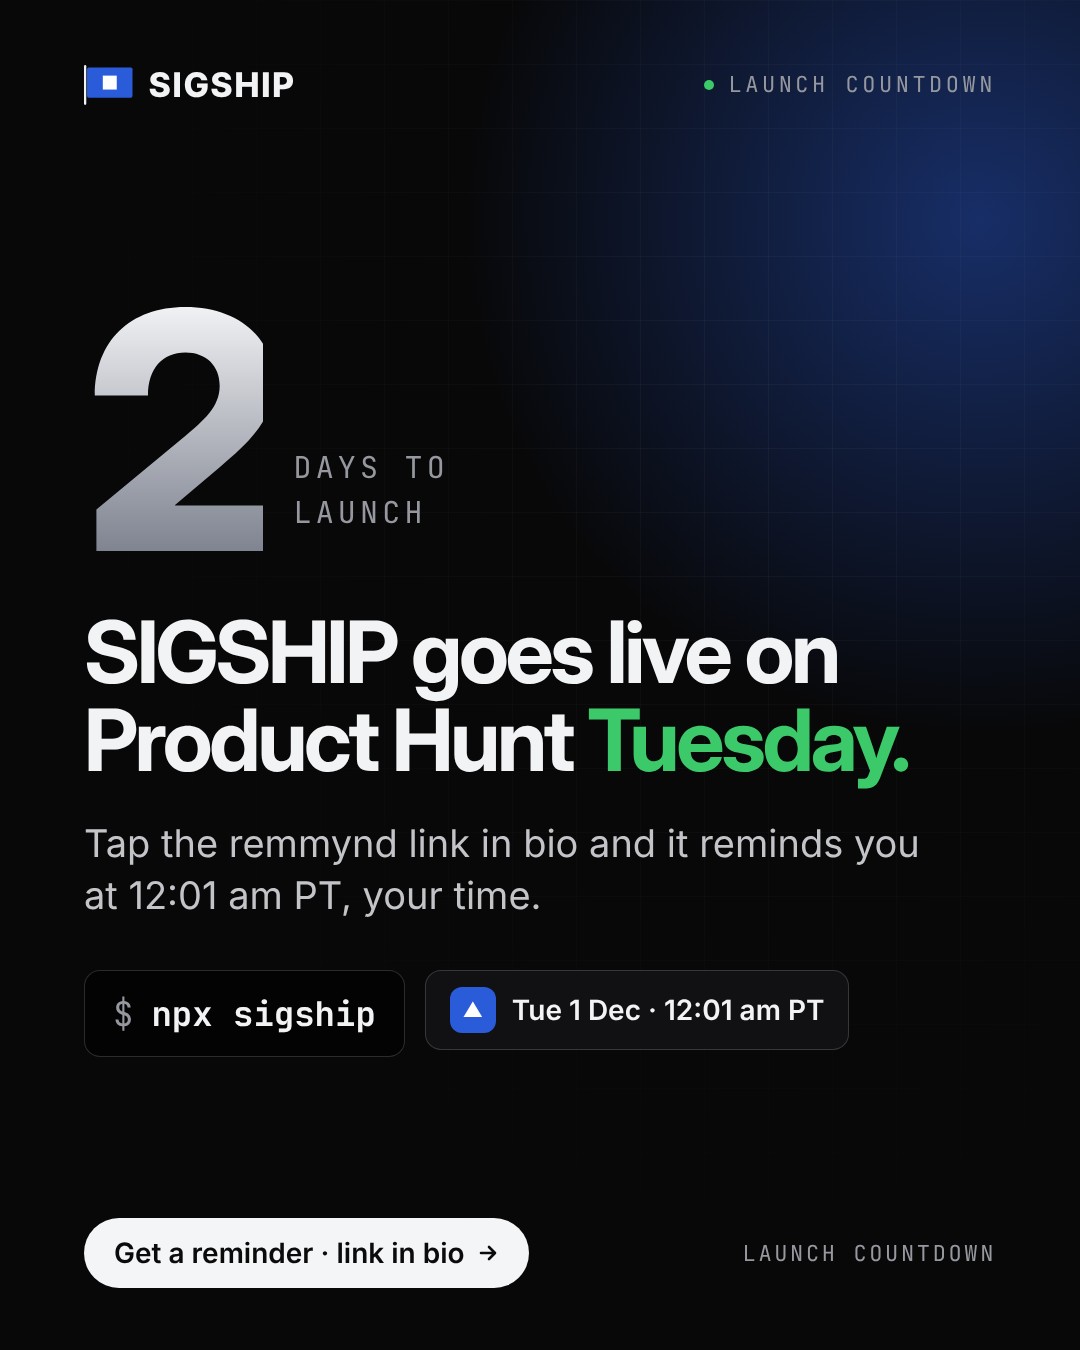 SIGSHIP
LAUNCH COUNTDOWN
2
DAYS TO
LAUNCH
SIGSHIP goes live on
Product Hunt Tuesday.
Tap the remmynd link in bio and it reminds you
at 12:01 am PT, your time.
$ npx sigship
Tue 1 Dec · 12:01 am PT
Get a reminder · link in bio →
LAUNCH COUNTDOWN